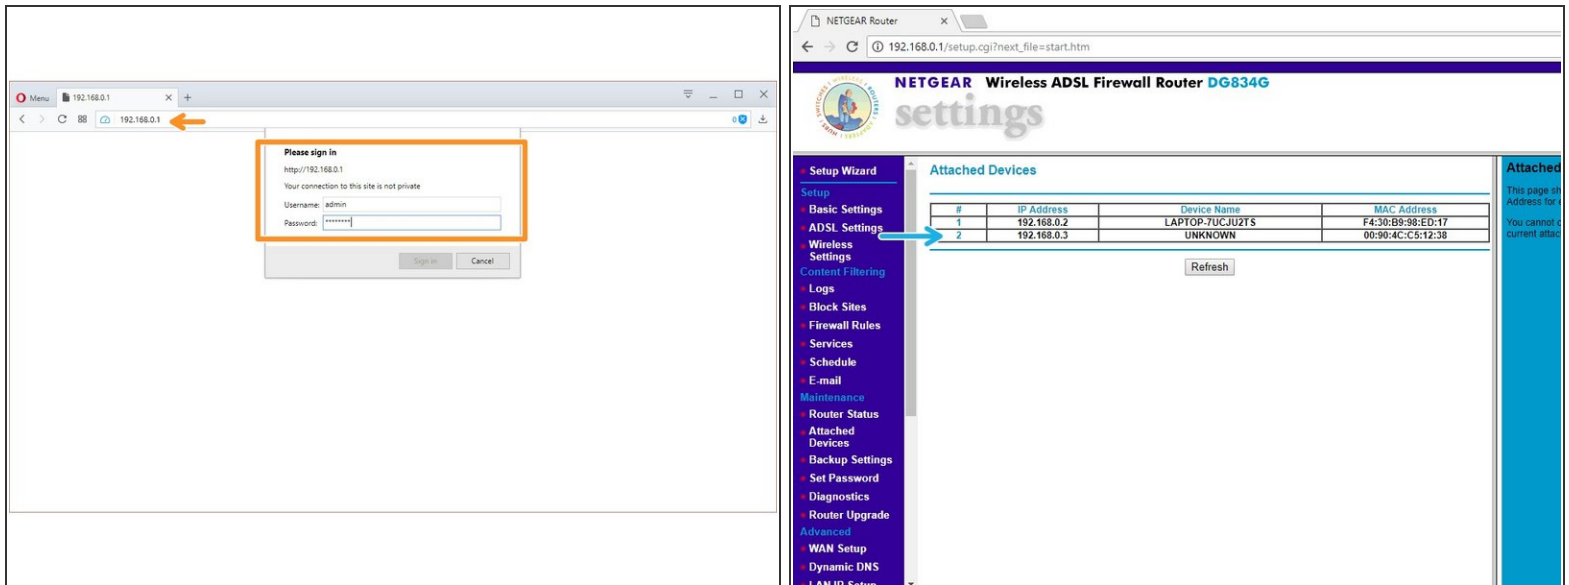 Menu
192.168.0.1
192.168.0.1
0
Please sign in
http://192.168.0.1
Your connection to this site is not private
Username: admin
Password: ********
Sign in
Cancel
NETGEAR Router
192.168.0.1/setup.cgi?next_file=start.htm
NETGEAR Wireless ADSL Firewall Router DG834G
settings
Setup Wizard
Setup
Basic Settings
ADSL Settings
Wireless
Settings
Content Filtering
Logs
Block Sites
Firewall Rules
Services
Schedule
E-mail
Maintenance
Router Status
Attached
Devices
Backup Settings
Set Password
Diagnostics
Router Upgrade
Advanced
WAN Setup
Dynamic DNS
LAN IP Setup
Attached Devices
# IP Address Device Name MAC Address
1 192.168.0.2 LAPTOP-7UCJU2TS F4:30:B9:98:ED:17
2 192.168.0.3 UNKNOWN 00:90:4C:C5:12:38
Refresh
Attached
This page sh
Address for e
You cannot c
current attac